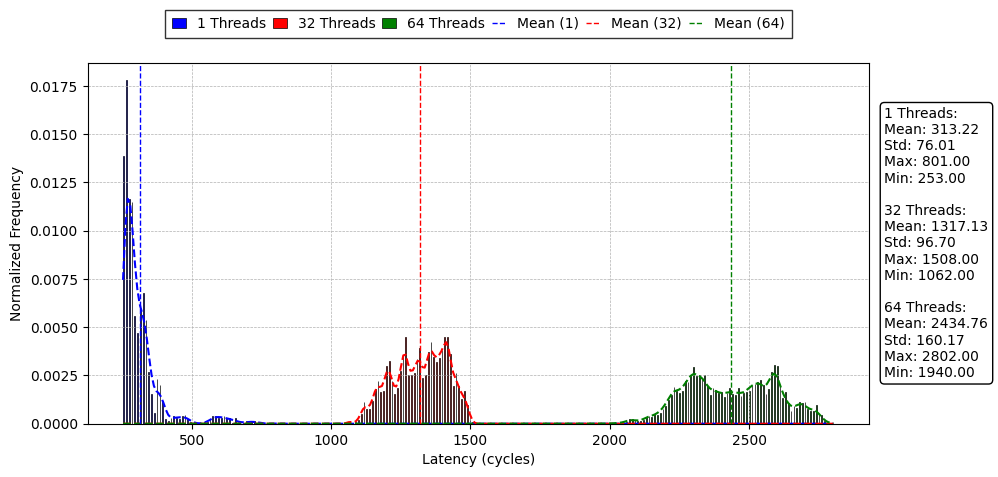 1 Threads 32 Threads 64 Threads Mean (1) Mean (32) Mean (64)
Normalized Frequency
0.0175
0.0150
0.0125
0.0100
0.0075
0.0050
0.0025
0.0000
500 1000 1500 2000 2500
Latency (cycles)
1 Threads:
Mean: 313.22
Std: 76.01
Max: 801.00
Min: 253.00
32 Threads:
Mean: 1317.13
Std: 96.70
Max: 1508.00
Min: 1062.00
64 Threads:
Mean: 2434.76
Std: 160.17
Max: 2802.00
Min: 1940.00